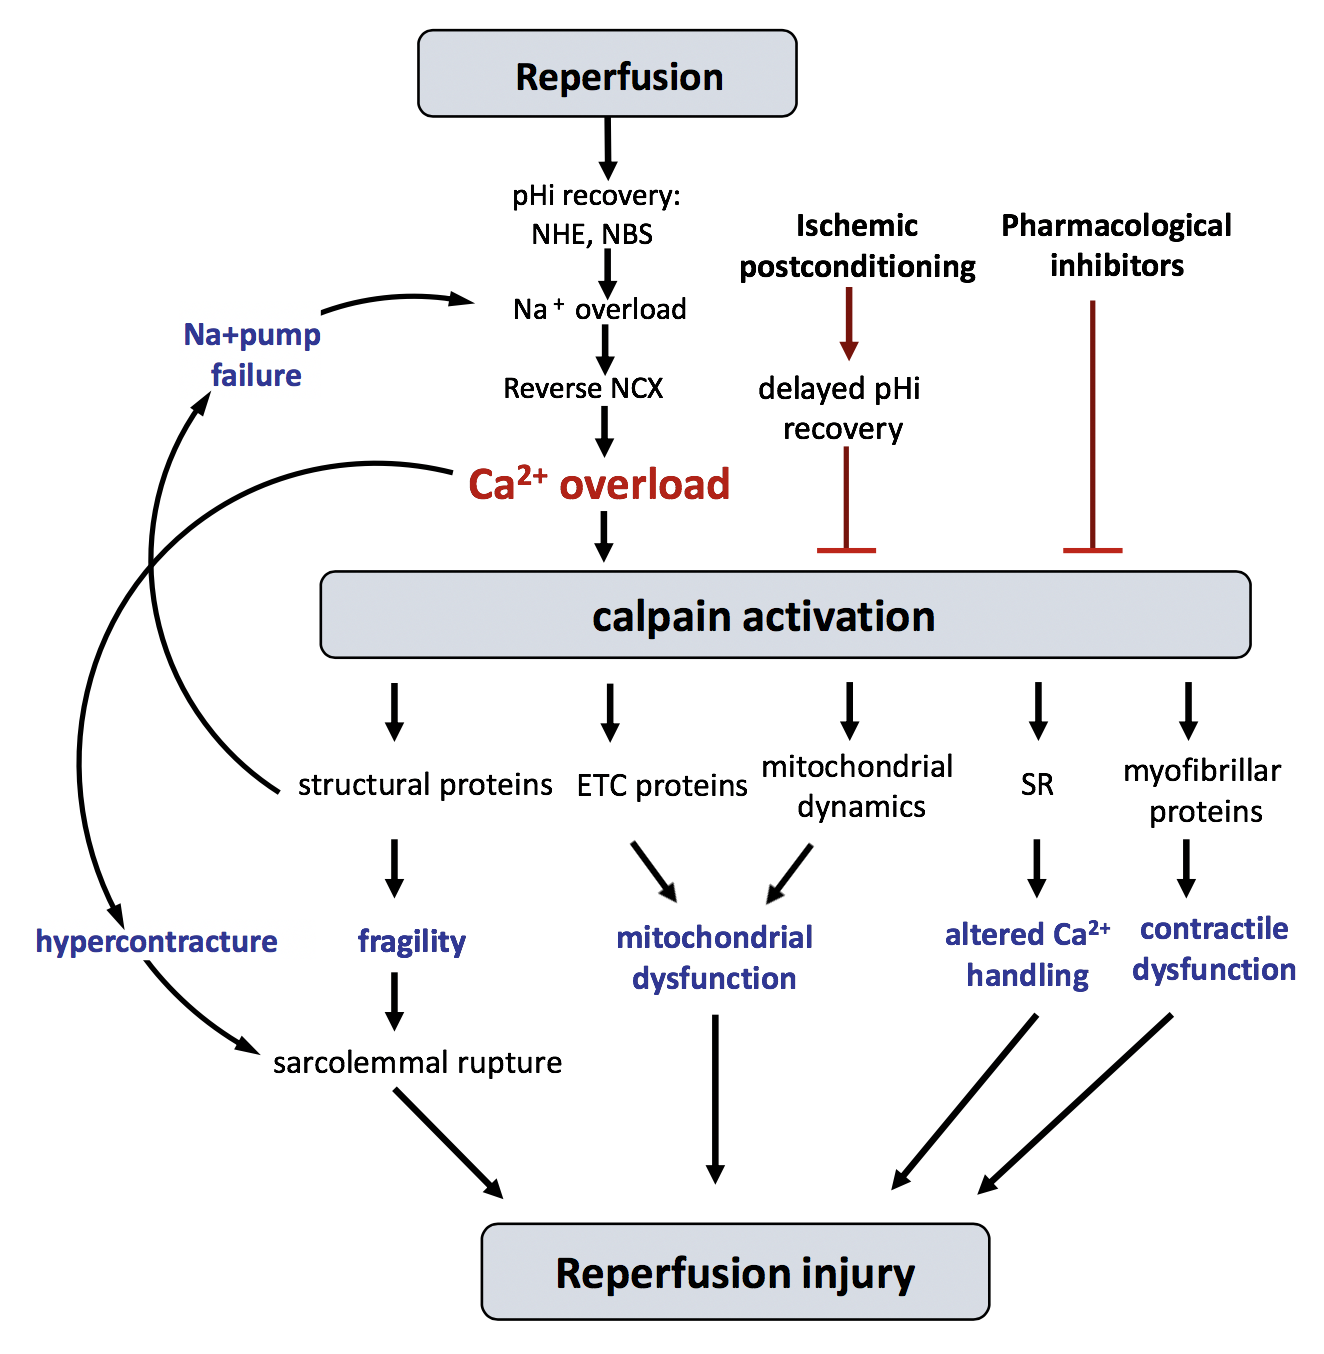 Reperfusion
pHi recovery:
NHE, NBS
Ischemic
postconditioning
Pharmacological
inhibitors
Na+ overload
Na+pump
failure
Reverse NCX
delayed pHi
recovery
Ca²⁺ overload
calpain activation
structural proteins
ETC proteins
mitochondrial
dynamics
SR
myofibrillar
proteins
hypercontracture
fragility
mitochondrial
dysfunction
altered Ca²⁺
handling
contractile
dysfunction
sarcolemmal rupture
Reperfusion injury